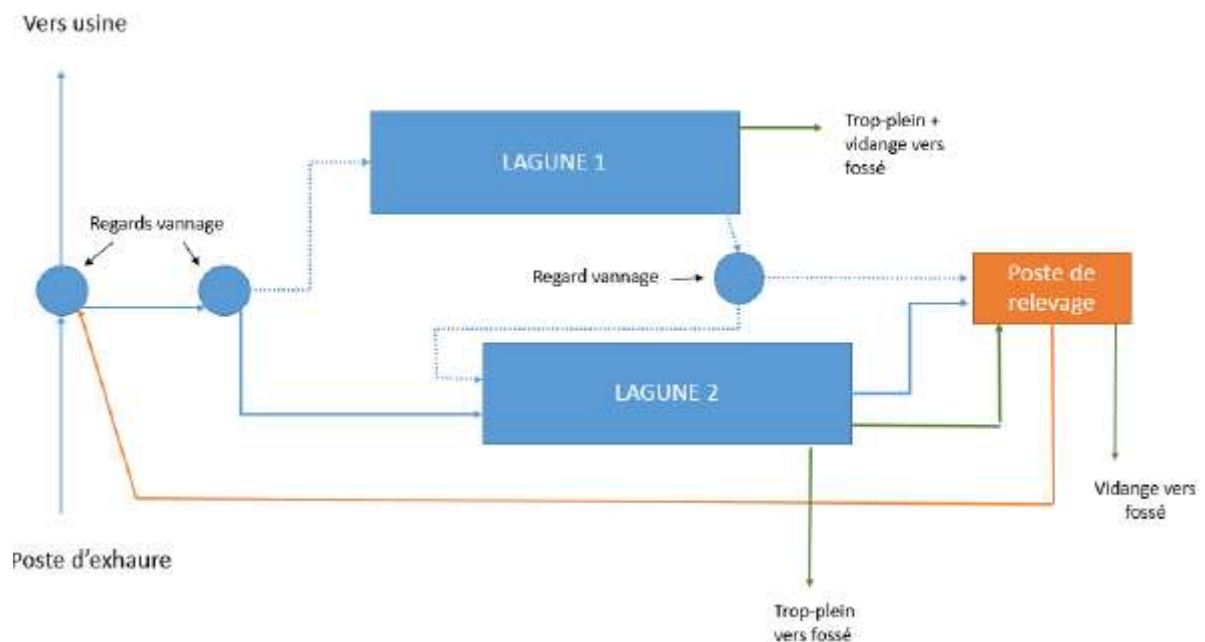 Vers usine
LAGUNE 1
Trop-plein +
vidange vers
fossé
Regards vannage
Regard vannage
Poste de
relevage
LAGUNE 2
Vidange vers
fossé
Poste d'exhaure
Trop-plein
vers fossé